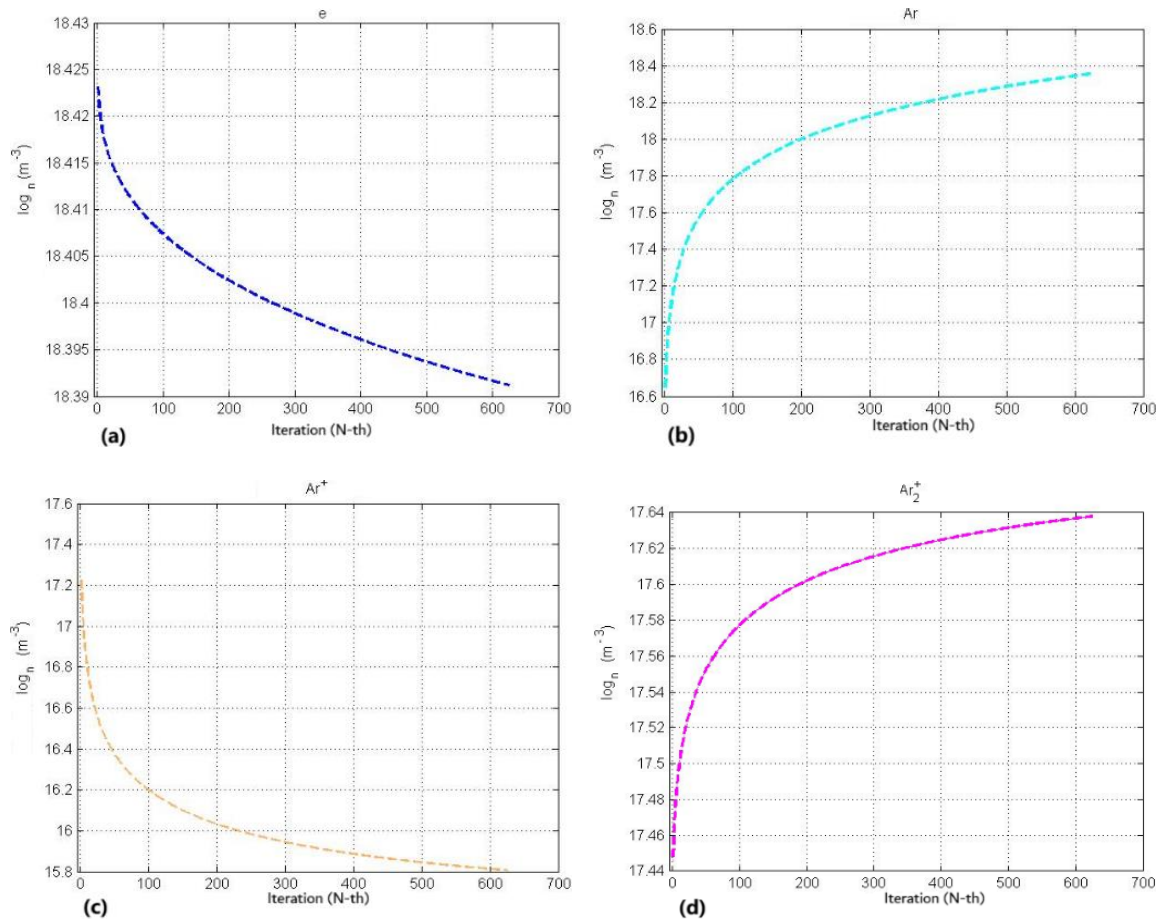 e
18.43
18.425
18.42
18.415
18.41
18.405
18.4
18.395
18.39
log_n (m^-3)
0 100 200 300 400 500 600 700
Iteration (N-th)
(a)
Ar
18.6
18.4
18.2
18
17.8
17.6
17.4
17.2
17
16.8
16.6
log_n (m^-3)
0 100 200 300 400 500 600 700
Iteration (N-th)
(b)
Ar^+
17.6
17.4
17.2
17
16.8
16.6
16.4
16.2
16
15.8
log_n (m^-3)
0 100 200 300 400 500 600 700
Iteration (N-th)
(c)
Ar_2^+
17.64
17.62
17.6
17.58
17.56
17.54
17.52
17.5
17.48
17.46
17.44
log_n (m^-3)
0 100 200 300 400 500 600 700
Iteration (N-th)
(d)